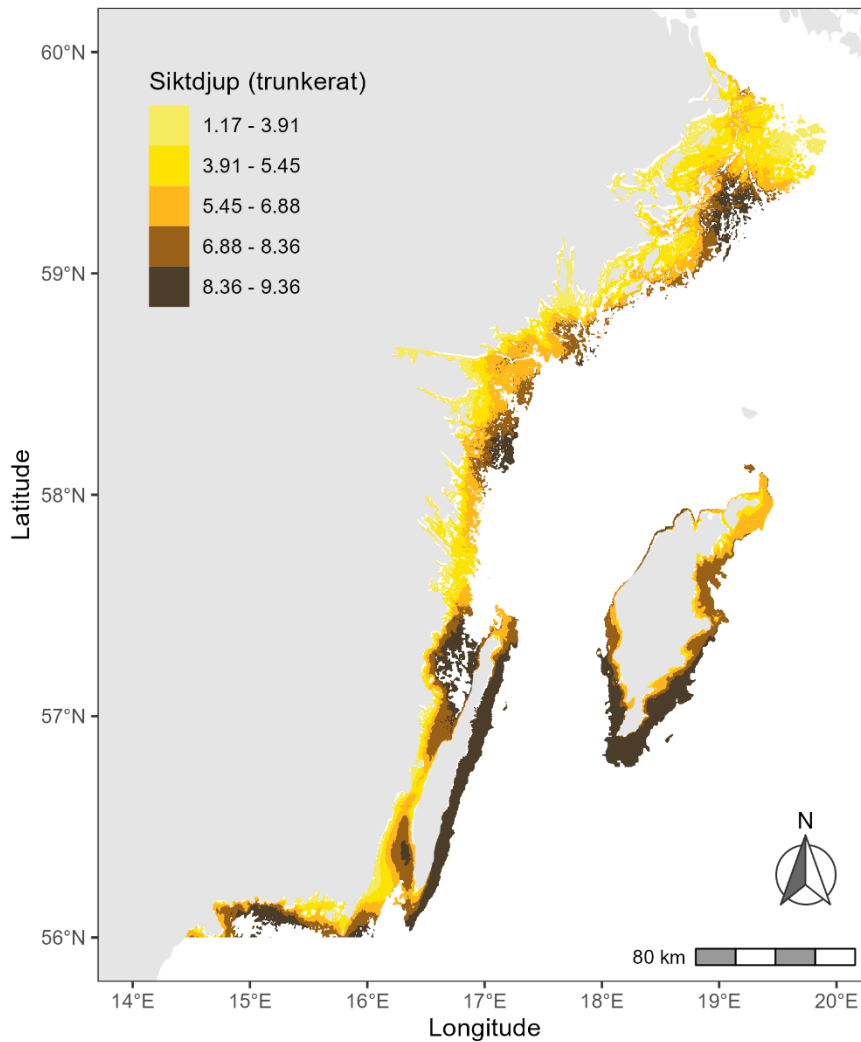 60°N
59°N
58°N
57°N
56°N
Latitude
Siktdjup (trunkerat)
1.17 - 3.91
3.91 - 5.45
5.45 - 6.88
6.88 - 8.36
8.36 - 9.36
N
80 km
14°E 15°E 16°E 17°E 18°E 19°E 20°E
Longitude